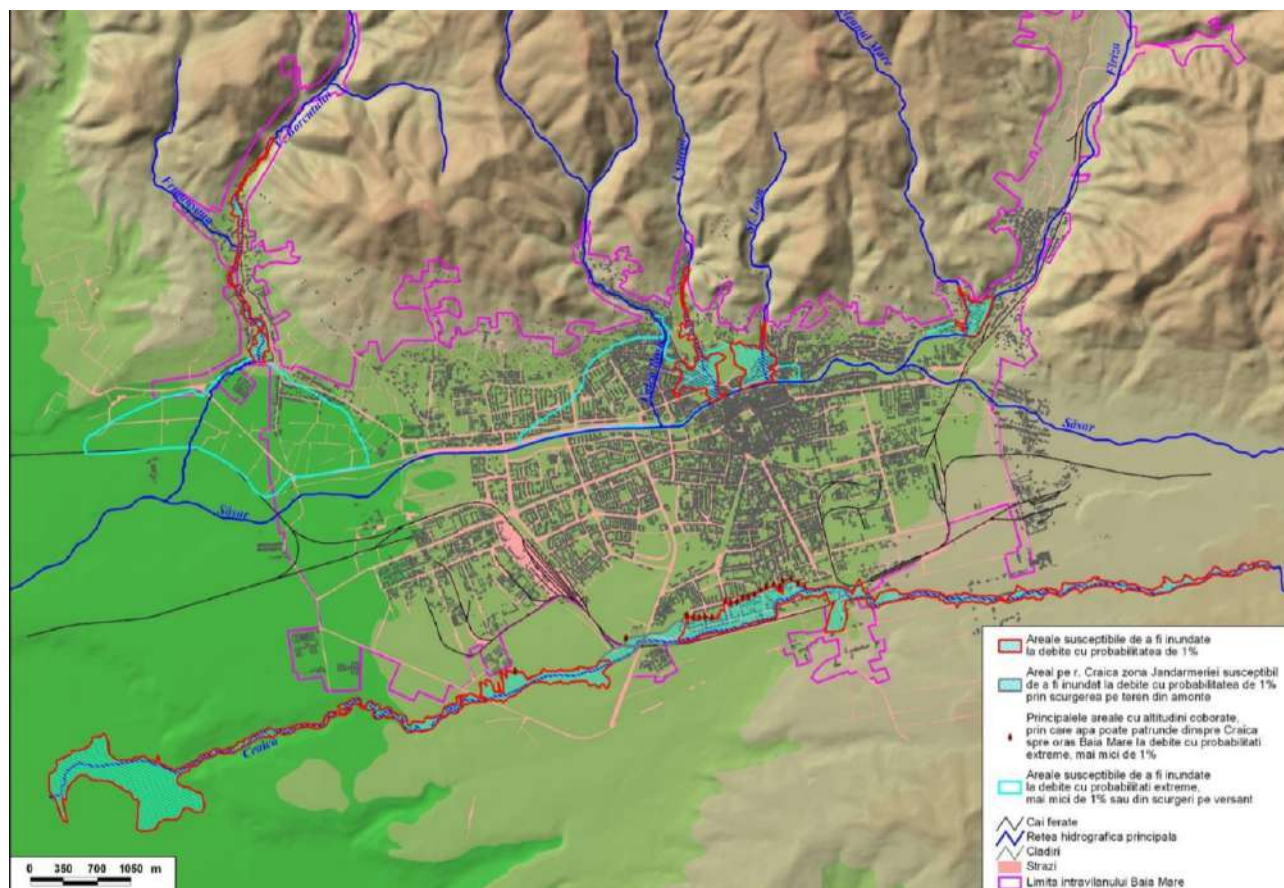 Firiza
Borcutului
Usturoi
St. Ioan
Săsar
Săsar
Craica
Areale susceptibile de a fi inundate
la debite cu probabilitatea de 1%
Areal pe r. Craica zona Jandarmeriei susceptibil
de a fi inundat la debite cu probabilitatea de 1%
prin scurgerea pe teren din amonte
Principalele areale cu altitudini coborate,
prin care apa poate patrunde dinspre Craica
spre oras Baia Mare la debite cu probabilitati
extreme, mai mici de 1%
Areale susceptibile de a fi inundate
la debite cu probabilitati extreme,
mai mici de 1% sau din scurgeri pe versant
Cai ferate
Retea hidrografica principala
Cladiri
Strazi
Limita intravilanului Baia Mare
0 350 700 1050 m